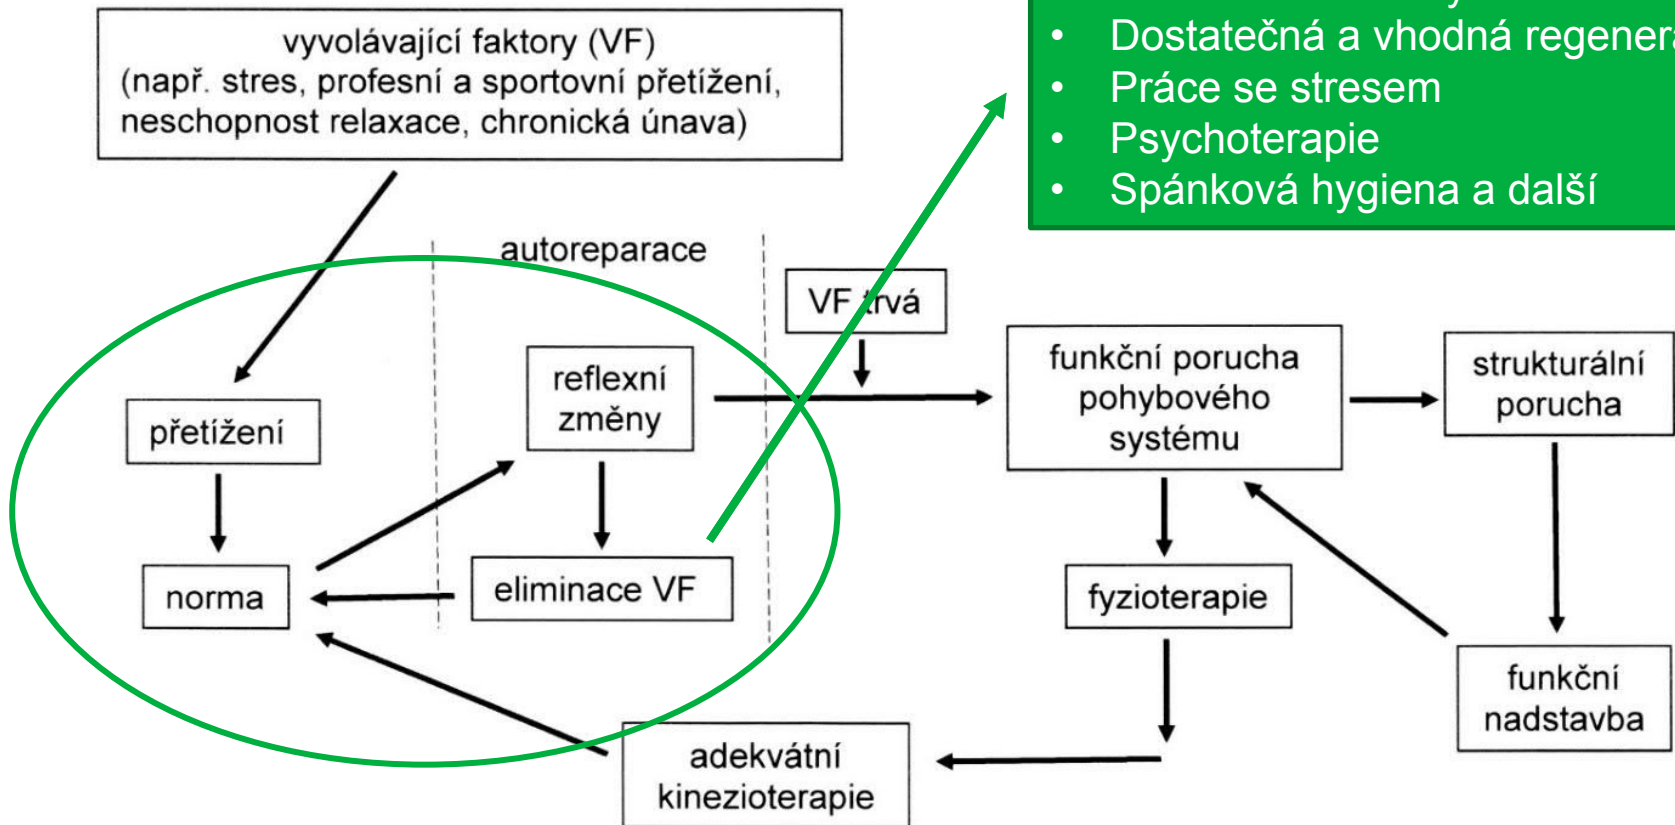 vyvolávající faktory (VF)
(např. stres, profesní a sportovní přetížení,
neschopnost relaxace, chronická únava)
• Dostatečná a vhodná
• Práce se stresem
• Psychoterapie
• Spánková hygiena a další
autoreparace
VF trvá
přetížení
reflexní
změny
funkční porucha
pohybového
systému
strukturální
porucha
norma
eliminace VF
fyzioterapie
funkční
nadstavba
adekvátní
kinezioterapie